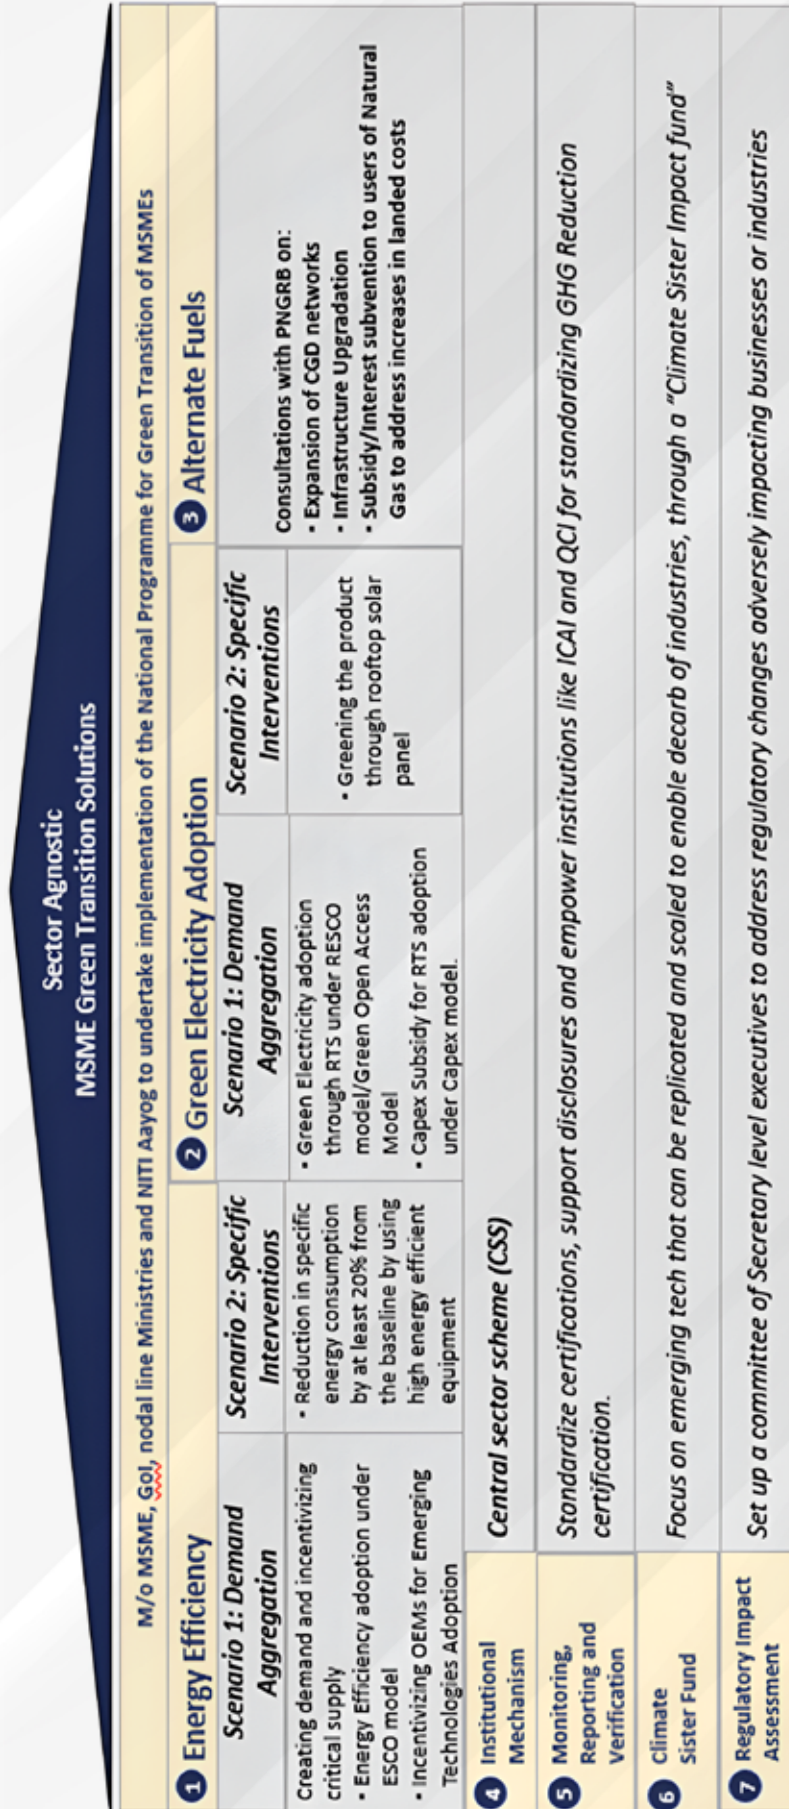 Sector Agnostic
MSME Green Transition Solutions
M/o MSME, GoI, nodal line Ministries and NITI Aayog to undertake implementation of the National Programme for Green Transition of MSMEs
1 Energy Efficiency
Scenario 1: Demand
Aggregation
Creating demand and incentivizing
critical supply
• Energy Efficiency adoption under
ESCO model
• Incentivizing OEMs for Emerging
Technologies Adoption
Scenario 2: Specific
Interventions
• Reduction in specific
energy consumption
by at least 20% from
the baseline by using
high energy efficient
equipment
2 Green Electricity Adoption
Scenario 1: Demand
Aggregation
• Green Electricity adoption
through RTS under RESCO
model/Green Open Access
Model
• Capex Subsidy for RTS adoption
under Capex model.
Scenario 2: Specific
Interventions
• Greening the product
through rooftop solar
panel
3 Alternate Fuels
Consultations with PNGRB on:
• Expansion of CGD networks
• Infrastructure Upgradation
• Subsidy/Interest subvention to users of Natural
Gas to address increases in landed costs
4 Institutional
Mechanism
Central sector scheme (CSS)
5 Monitoring,
Reporting and
Verification
Standardize certifications, support disclosures and empower institutions like ICAI and QCI for standardizing GHG Reduction
certification.
6 Climate
Sister Fund
Focus on emerging tech that can be replicated and scaled to enable decarb of industries, through a "Climate Sister Impact fund"
7 Regulatory Impact
Assessment
Set up a committee of Secretary level executives to address regulatory changes adversely impacting businesses or industries